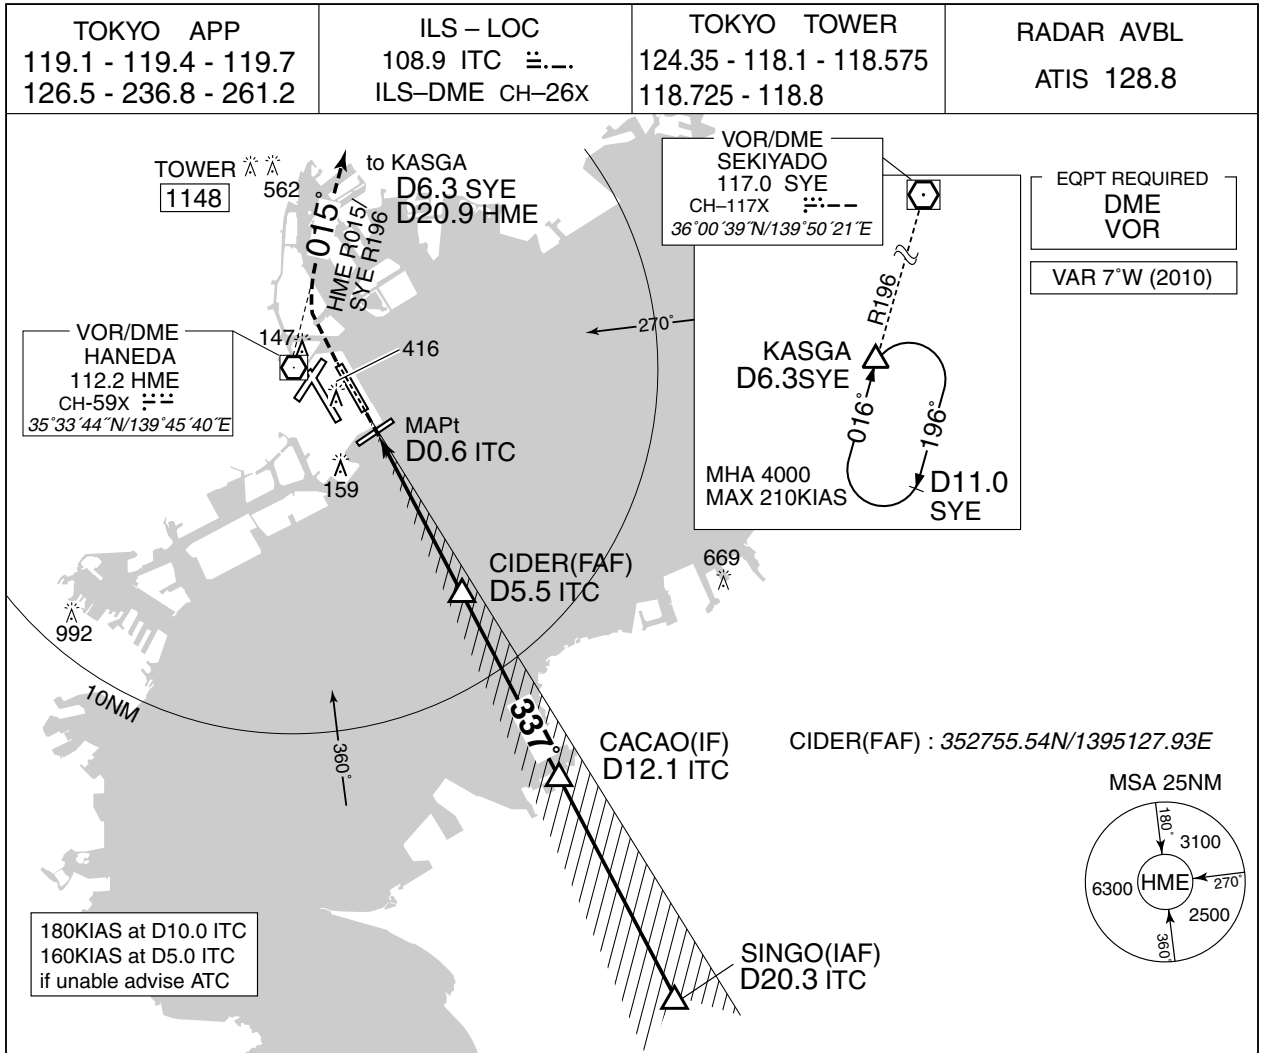 TOKYO APP
119.1 - 119.4 - 119.7
126.5 - 236.8 - 261.2
ILS – LOC
108.9 ITC
ILS–DME CH–26X
TOKYO TOWER
124.35 - 118.1 - 118.575
118.725 - 118.8
RADAR AVBL
ATIS 128.8
TOWER
1148
562
to KASGA
D6.3 SYE
D20.9 HME
015°
HME R015/
SYE R196
VOR/DME
SEKIYADO
117.0 SYE
CH–117X
36°00´39˝N/139°50´21˝E
EQPT REQUIRED
DME
VOR
VAR 7°W (2010)
R196
270°
VOR/DME
HANEDA
112.2 HME
CH-59X
35°33´44˝N/139°45´40˝E
147
416
KASGA
D6.3SYE
016°
196°
MHA 4000
MAX 210KIAS
D11.0
SYE
MAPt
D0.6 ITC
159
CIDER(FAF)
D5.5 ITC
669
992
10NM
337°
360°
CACAO(IF)
D12.1 ITC
CIDER(FAF) : 352755.54N/1395127.93E
MSA 25NM
180°
3100
6300
HME
270°
2500
360°
180KIAS at D10.0 ITC
160KIAS at D5.0 ITC
if unable advise ATC
SINGO(IAF)
D20.3 ITC